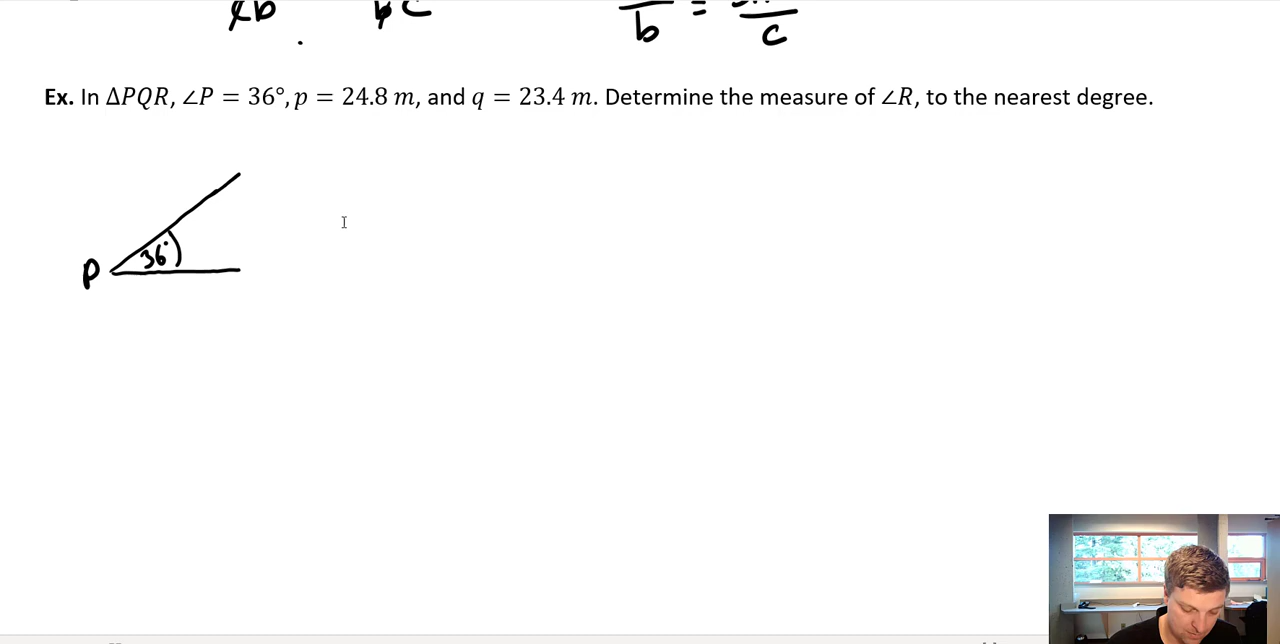 b = c
Ex. In ΔPQR, ∠P = 36°, p = 24.8 m, and q = 23.4 m. Determine the measure of ∠R, to the nearest degree.
36°
P